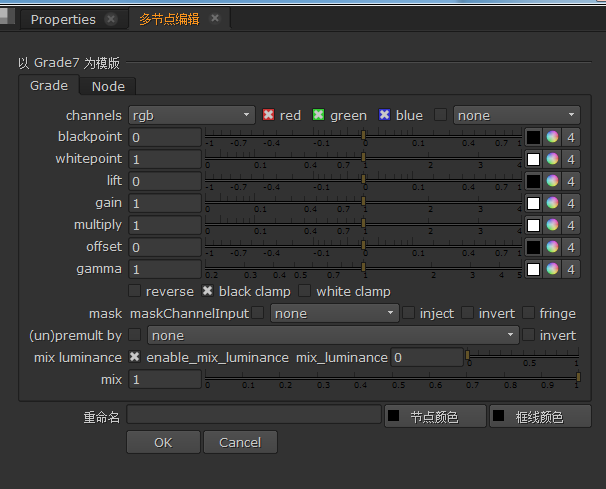 Properties 多节点编辑
以 Grade7 为模版
Grade Node
channels rgb red green blue none
blackpoint 0 -1 -0.7 -0.4 -0.1 0 0.1 0.4 0.7 1 4
whitepoint 1 0 0.1 0.4 0.7 1 2 3 4 4
lift 0 -1 -0.7 -0.4 -0.1 0 0.1 0.4 0.7 1 4
gain 1 0 0.1 0.4 1 2 3 4 4
multiply 1 0 0.1 0.4 1 2 3 4 4
offset 0 -1 -0.7 -0.4 -0.1 0 0.1 0.4 0.7 1 4
gamma 1 0.2 0.3 0.4 0.5 0.7 1 2 3 4 5 4
reverse black clamp white clamp
mask maskChannelInput none inject invert fringe
(un)premult by none invert
mix luminance enable_mix_luminance mix_luminance 0 0 0.5 1
mix 1 0 0.1 0.2 0.3 0.4 0.5 0.6 0.7 0.8 0.9 1
重命名 节点颜色 框线颜色
OK Cancel